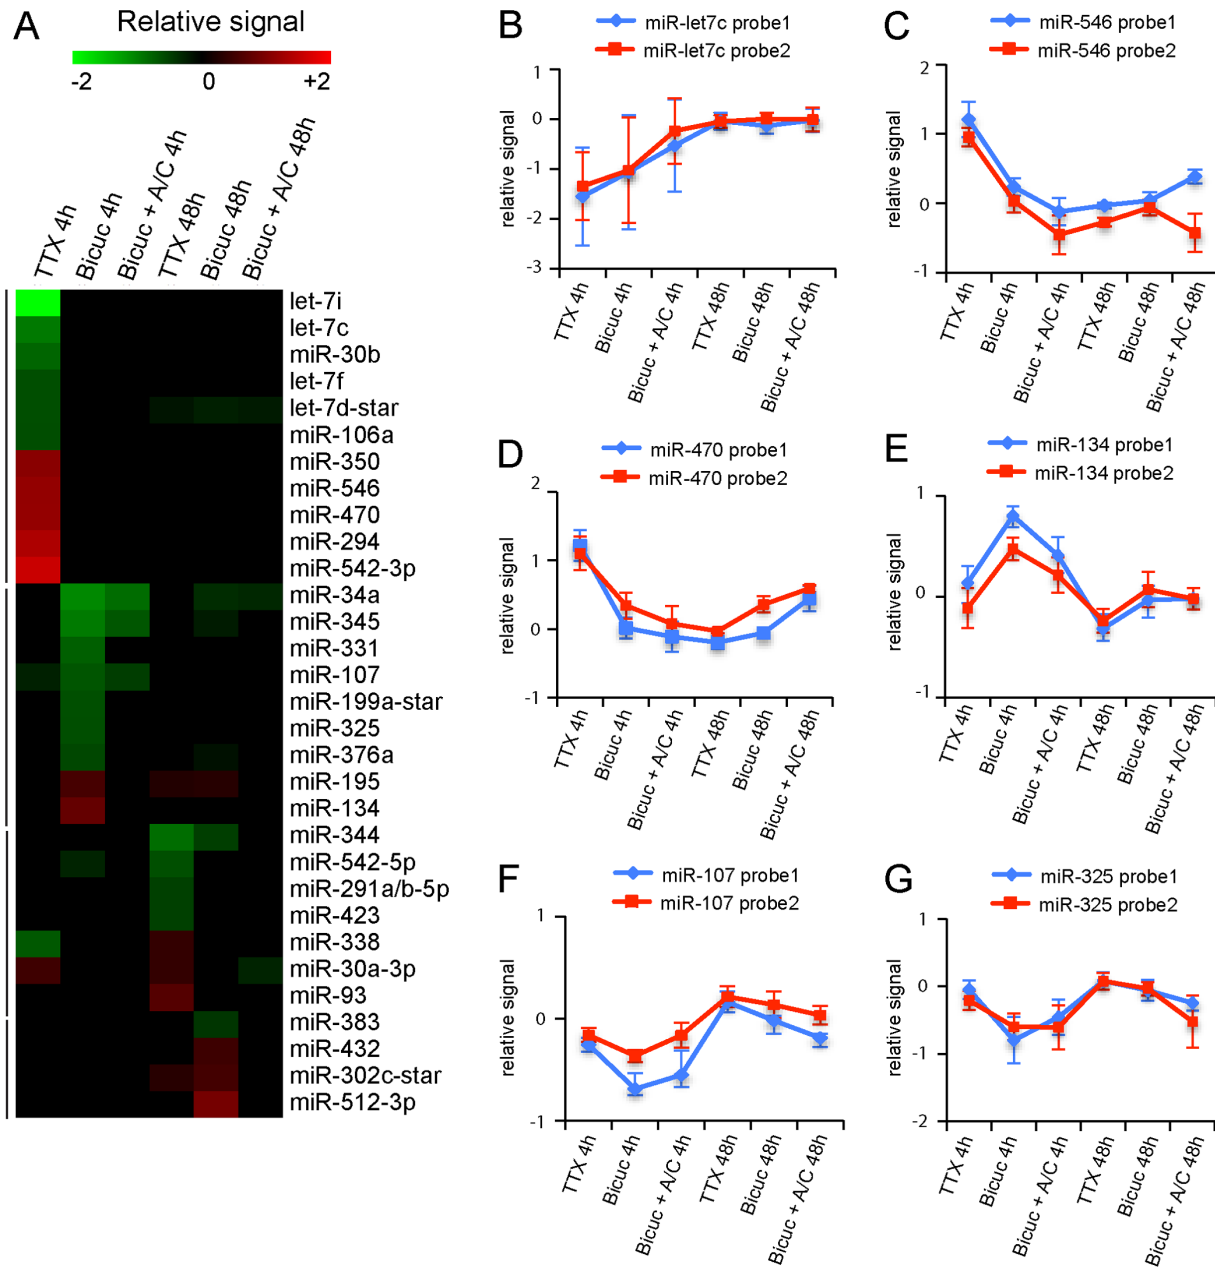 A
Relative signal
-2 0 +2
TTX 4h
Bicuc 4h
Bicuc + A/C 4h
TTX 48h
Bicuc 48h
Bicuc + A/C 48h
let-7i
let-7c
miR-30b
let-7f
let-7d-star
miR-106a
miR-350
miR-546
miR-470
miR-294
miR-542-3p
miR-34a
miR-345
miR-331
miR-107
miR-199a-star
miR-325
miR-376a
miR-195
miR-134
miR-344
miR-542-5p
miR-291a/b-5p
miR-423
miR-338
miR-30a-3p
miR-93
miR-383
miR-432
miR-302c-star
miR-512-3p
B
miR-let7c probe1
miR-let7c probe2
relative signal
1
0
-1
-2
-3
TTX 4h
Bicuc 4h
Bicuc + A/C 4h
TTX 48h
Bicuc 48h
Bicuc + A/C 48h
C
miR-546 probe1
miR-546 probe2
relative signal
2
1
0
-1
TTX 4h
Bicuc 4h
Bicuc + A/C 4h
TTX 48h
Bicuc 48h
Bicuc + A/C 48h
D
miR-470 probe1
miR-470 probe2
relative signal
2
1
0
-1
TTX 4h
Bicuc 4h
Bicuc + A/C 4h
TTX 48h
Bicuc 48h
Bicuc + A/C 48h
E
miR-134 probe1
miR-134 probe2
relative signal
1
0
-1
TTX 4h
Bicuc 4h
Bicuc + A/C 4h
TTX 48h
Bicuc 48h
Bicuc + A/C 48h
F
miR-107 probe1
miR-107 probe2
relative signal
1
0
-1
TTX 4h
Bicuc 4h
Bicuc + A/C 4h
TTX 48h
Bicuc 48h
Bicuc + A/C 48h
G
miR-325 probe1
miR-325 probe2
relative signal
1
0
-1
-2
TTX 4h
Bicuc 4h
Bicuc + A/C 4h
TTX 48h
Bicuc 48h
Bicuc + A/C 48h